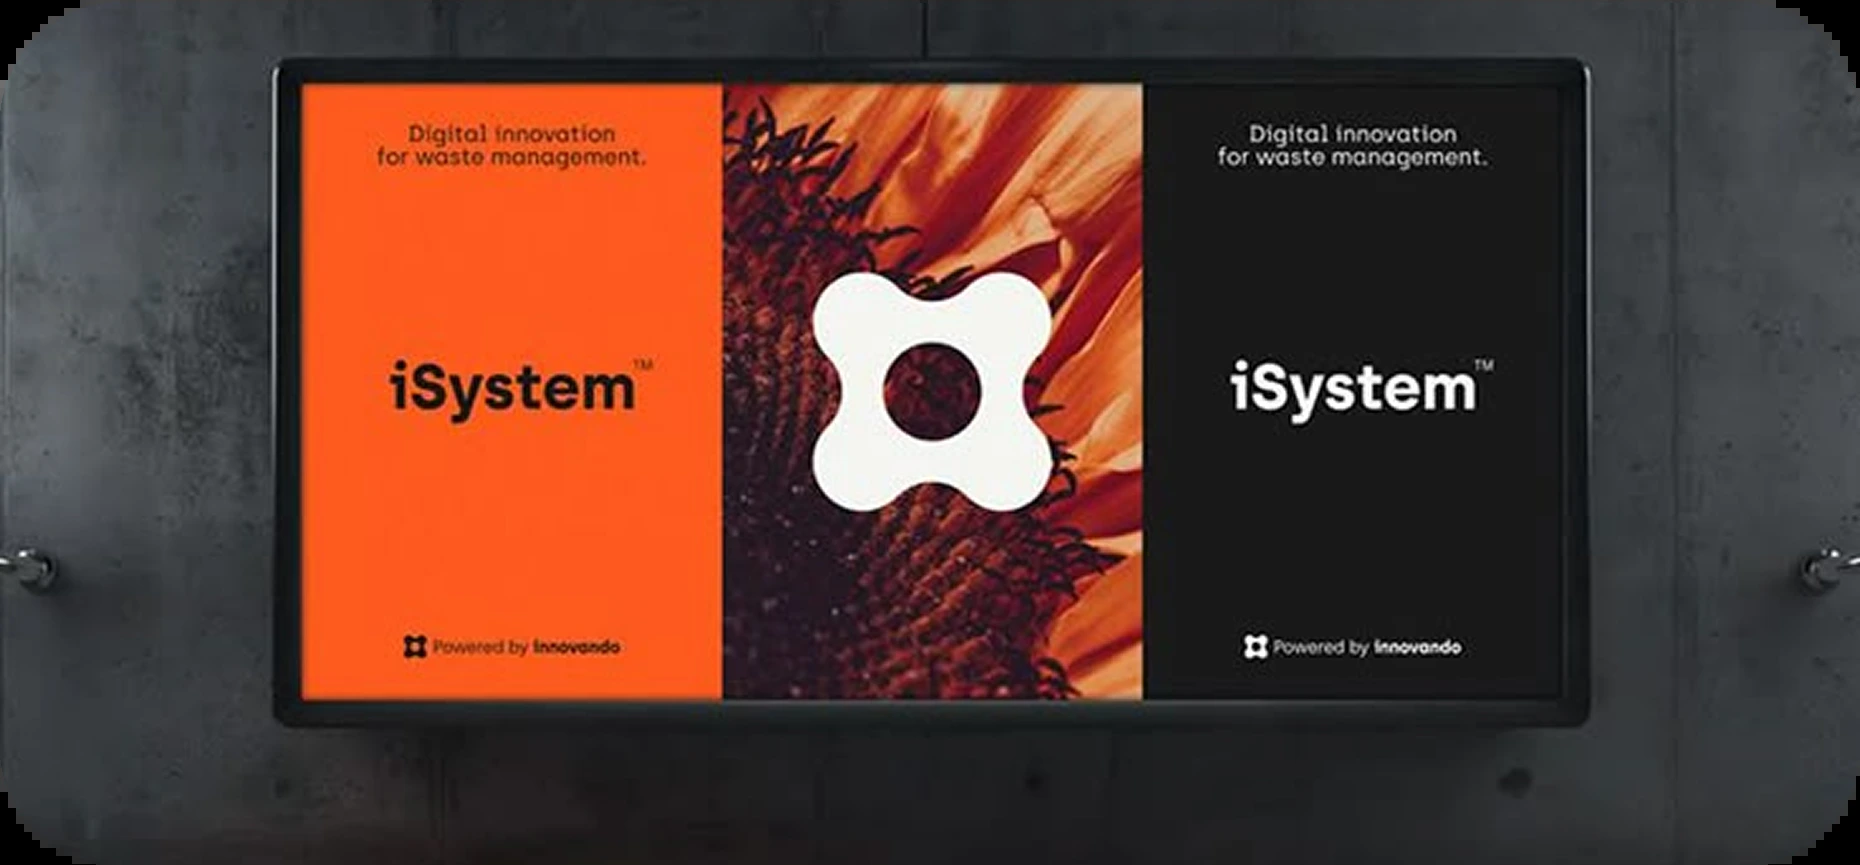 Digital innovation
for waste management.
iSystem™
Powered by Innovando
Digital innovation
for waste management.
iSystem™
Powered by Innovando